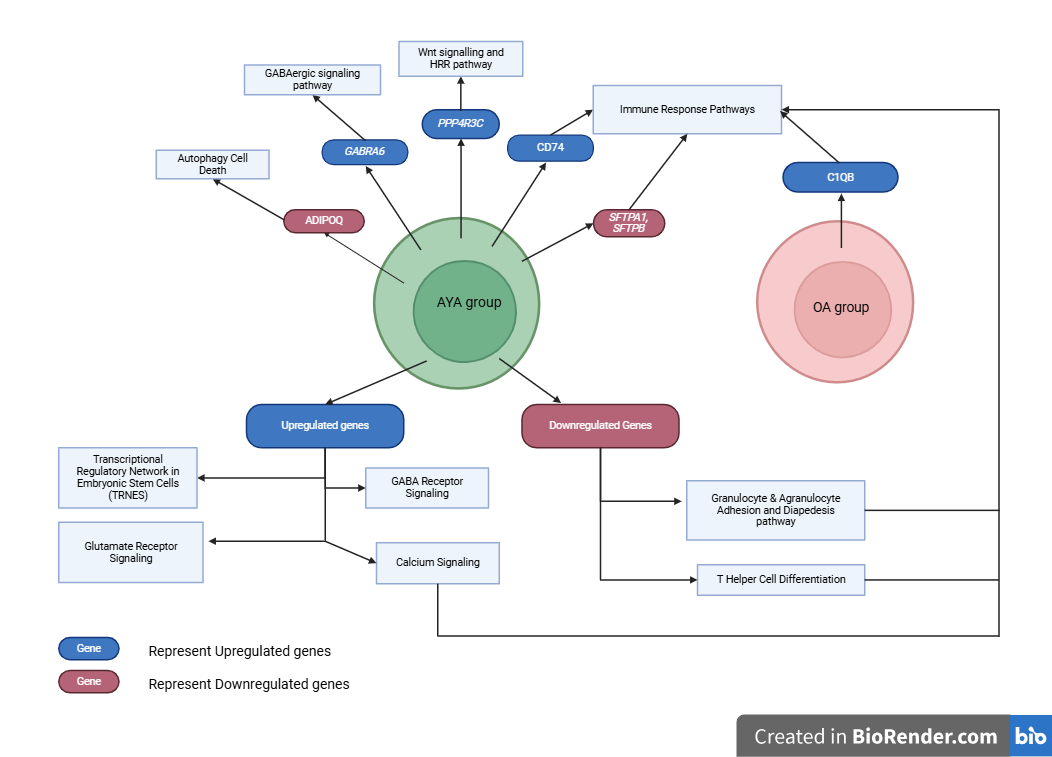 Wnt signalling and
HRR pathway
GABAergic signaling
pathway
Immune Response Pathways
PPP4R3C
GABRA6
CD74
Autophagy Cell
Death
C1QB
ADIPOQ
SFTPA1,
SFTPB
AYA group
OA group
Upregulated genes
Downregulated Genes
Transcriptional
Regulatory Network in
Embryonic Stem Cells
(TRNES)
GABA Receptor
Signaling
Granulocyte & Agranulocyte
Adhesion and Diapedesis
pathway
Glutamate Receptor
Signaling
Calcium Signaling
T Helper Cell Differentiation
Gene
Represent Upregulated genes
Gene
Represent Downregulated genes
Created in BioRender.com
bio